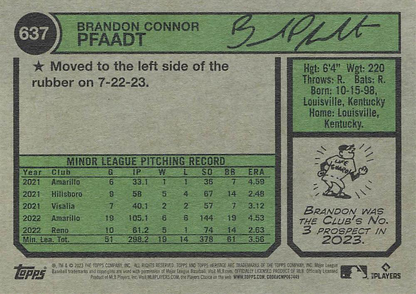 637
BRANDON CONNOR
PFAADT
★ Moved to the left side of the
rubber on 7-22-23.
Hgt: 6'4" Wgt: 220
Throws: R. Bats: R.
Born: 10-15-98,
Louisville, Kentucky
Home: Louisville,
Kentucky.
BRANDON WAS
THE CLUB'S NO.
3 PROSPECT IN
2023.
MINOR LEAGUE PITCHING RECORD
Year Club G IP W L SO BB ERA
2021 Amarillo 6 33.1 1 1 38 7 4.59
2021 Hillsboro 9 58 5 4 67 14 2.48
2021 Visalia 7 40.1 2 2 57 7 3.12
2022 Amarillo 19 105.1 6 6 144 19 4.53
2022 Reno 10 61.2 5 1 74 14 2.63
Min. Lea. Tot. 51 298.2 19 14 378 61 3.56
Topps
PLAYERS